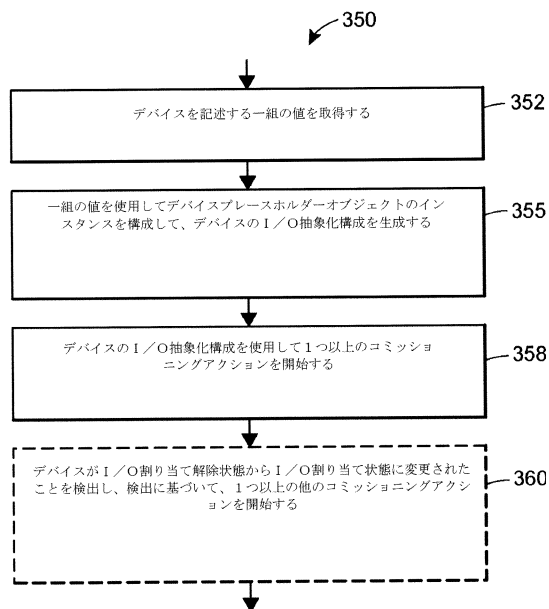 350
デバイスを記述する一組の値を取得する
352
一組の値を使用してデバイスプレースホルダーオブジェクトのイン
スタンスを構成して、デバイスのI/O抽象化構成を生成する
355
デバイスのI/O抽象化構成を使用して1つ以上のコミッショ
ニングアクションを開始する
358
デバイスがI/O割り当て解除状態からI/O割り当て状態に変更された
ことを検出し、検出に基づいて、1つ以上の他のコミッショニングアクショ
ンを開始する
360